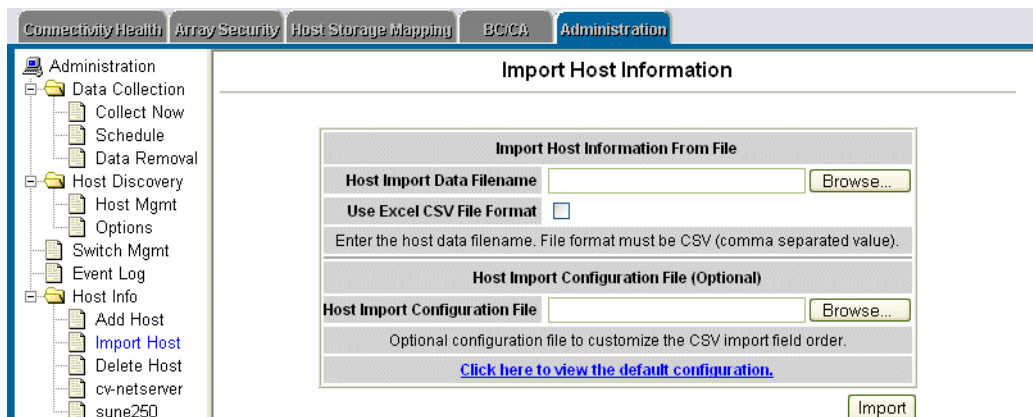 Connectivity Health Array Security Host Storage Mapping BC/CA Administration
Administration
Data Collection
Collect Now
Schedule
Data Removal
Host Discovery
Host Mgmt
Options
Switch Mgmt
Event Log
Host Info
Add Host
Import Host
Delete Host
cv-netserver
sune250
Import Host Information
Import Host Information From File
Host Import Data Filename Browse...
Use Excel CSV File Format
Enter the host data filename. File format must be CSV (comma separated value).
Host Import Configuration File (Optional)
Host Import Configuration File Browse...
Optional configuration file to customize the CSV import field order.
Click here to view the default configuration.
Import